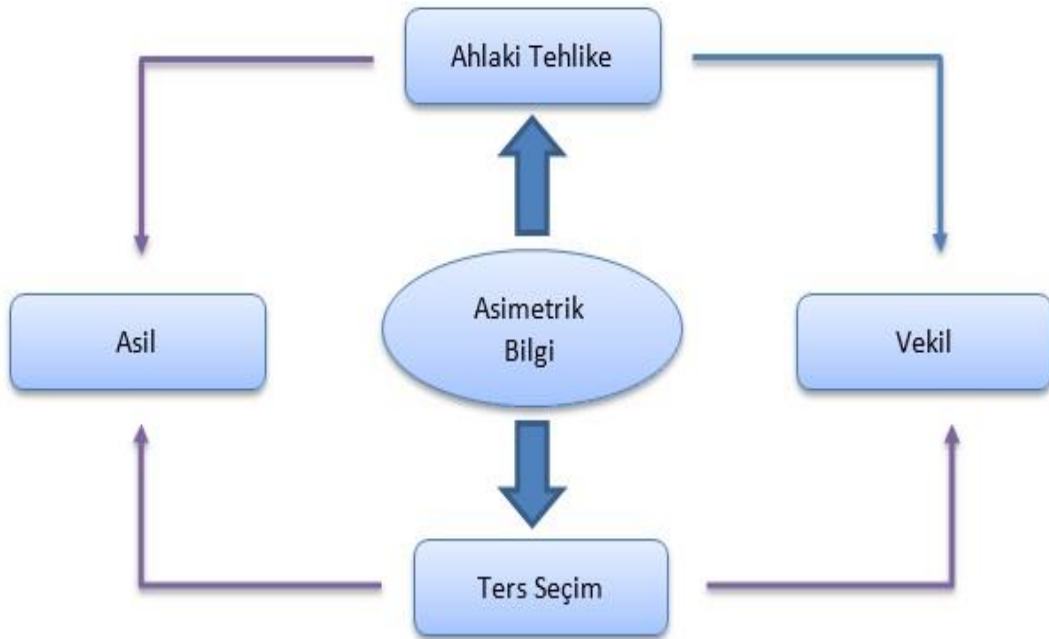 Ahlaki Tehlike
Asil
Asimetrik
Bilgi
Vekil
Ters Seçim